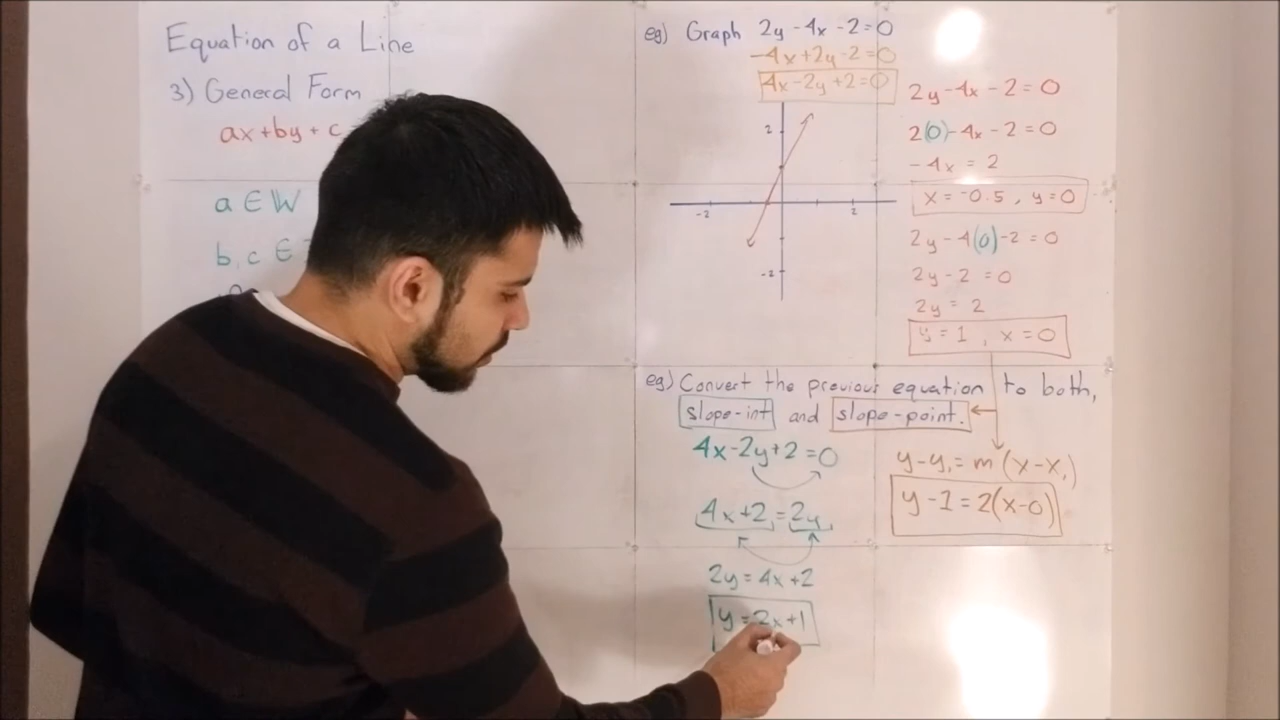 Equation of a Line
3) General Form
ax+by+c
a ∈ W
b, c ∈
eg) Graph 2y-4x-2=0
-4x+2y-2=0
4x-2y+2=0
2
-2
2
-2
2y-4x-2=0
2(0)-4x-2=0
-4x = 2
x = -0.5, y=0
2y-4(0)-2=0
2y-2=0
2y=2
y=1, x=0
eg) Convert the previous equation to both,
slope-int and slope-point.
4x-2y+2=0
4x+2=2y
2y=4x+2
y=2x+1
y-y₁=m(x-x₁)
y-1=2(x-0)